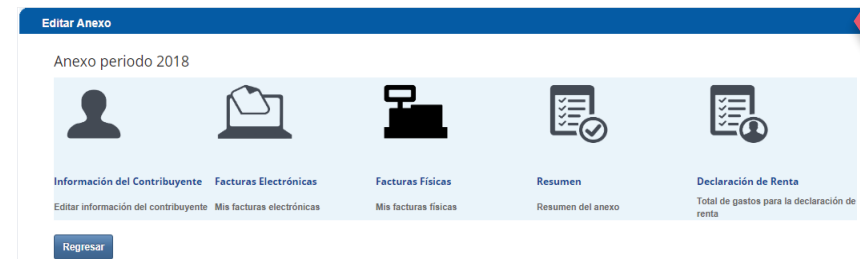 Editar Anexo
Anexo periodo 2018
Información del Contribuyente
Editar información del contribuyente
Facturas Electrónicas
Mis facturas electrónicas
Facturas Físicas
Mis facturas físicas
Resumen
Resumen del anexo
Declaración de Renta
Total de gastos para la declaración de
renta
Regresar